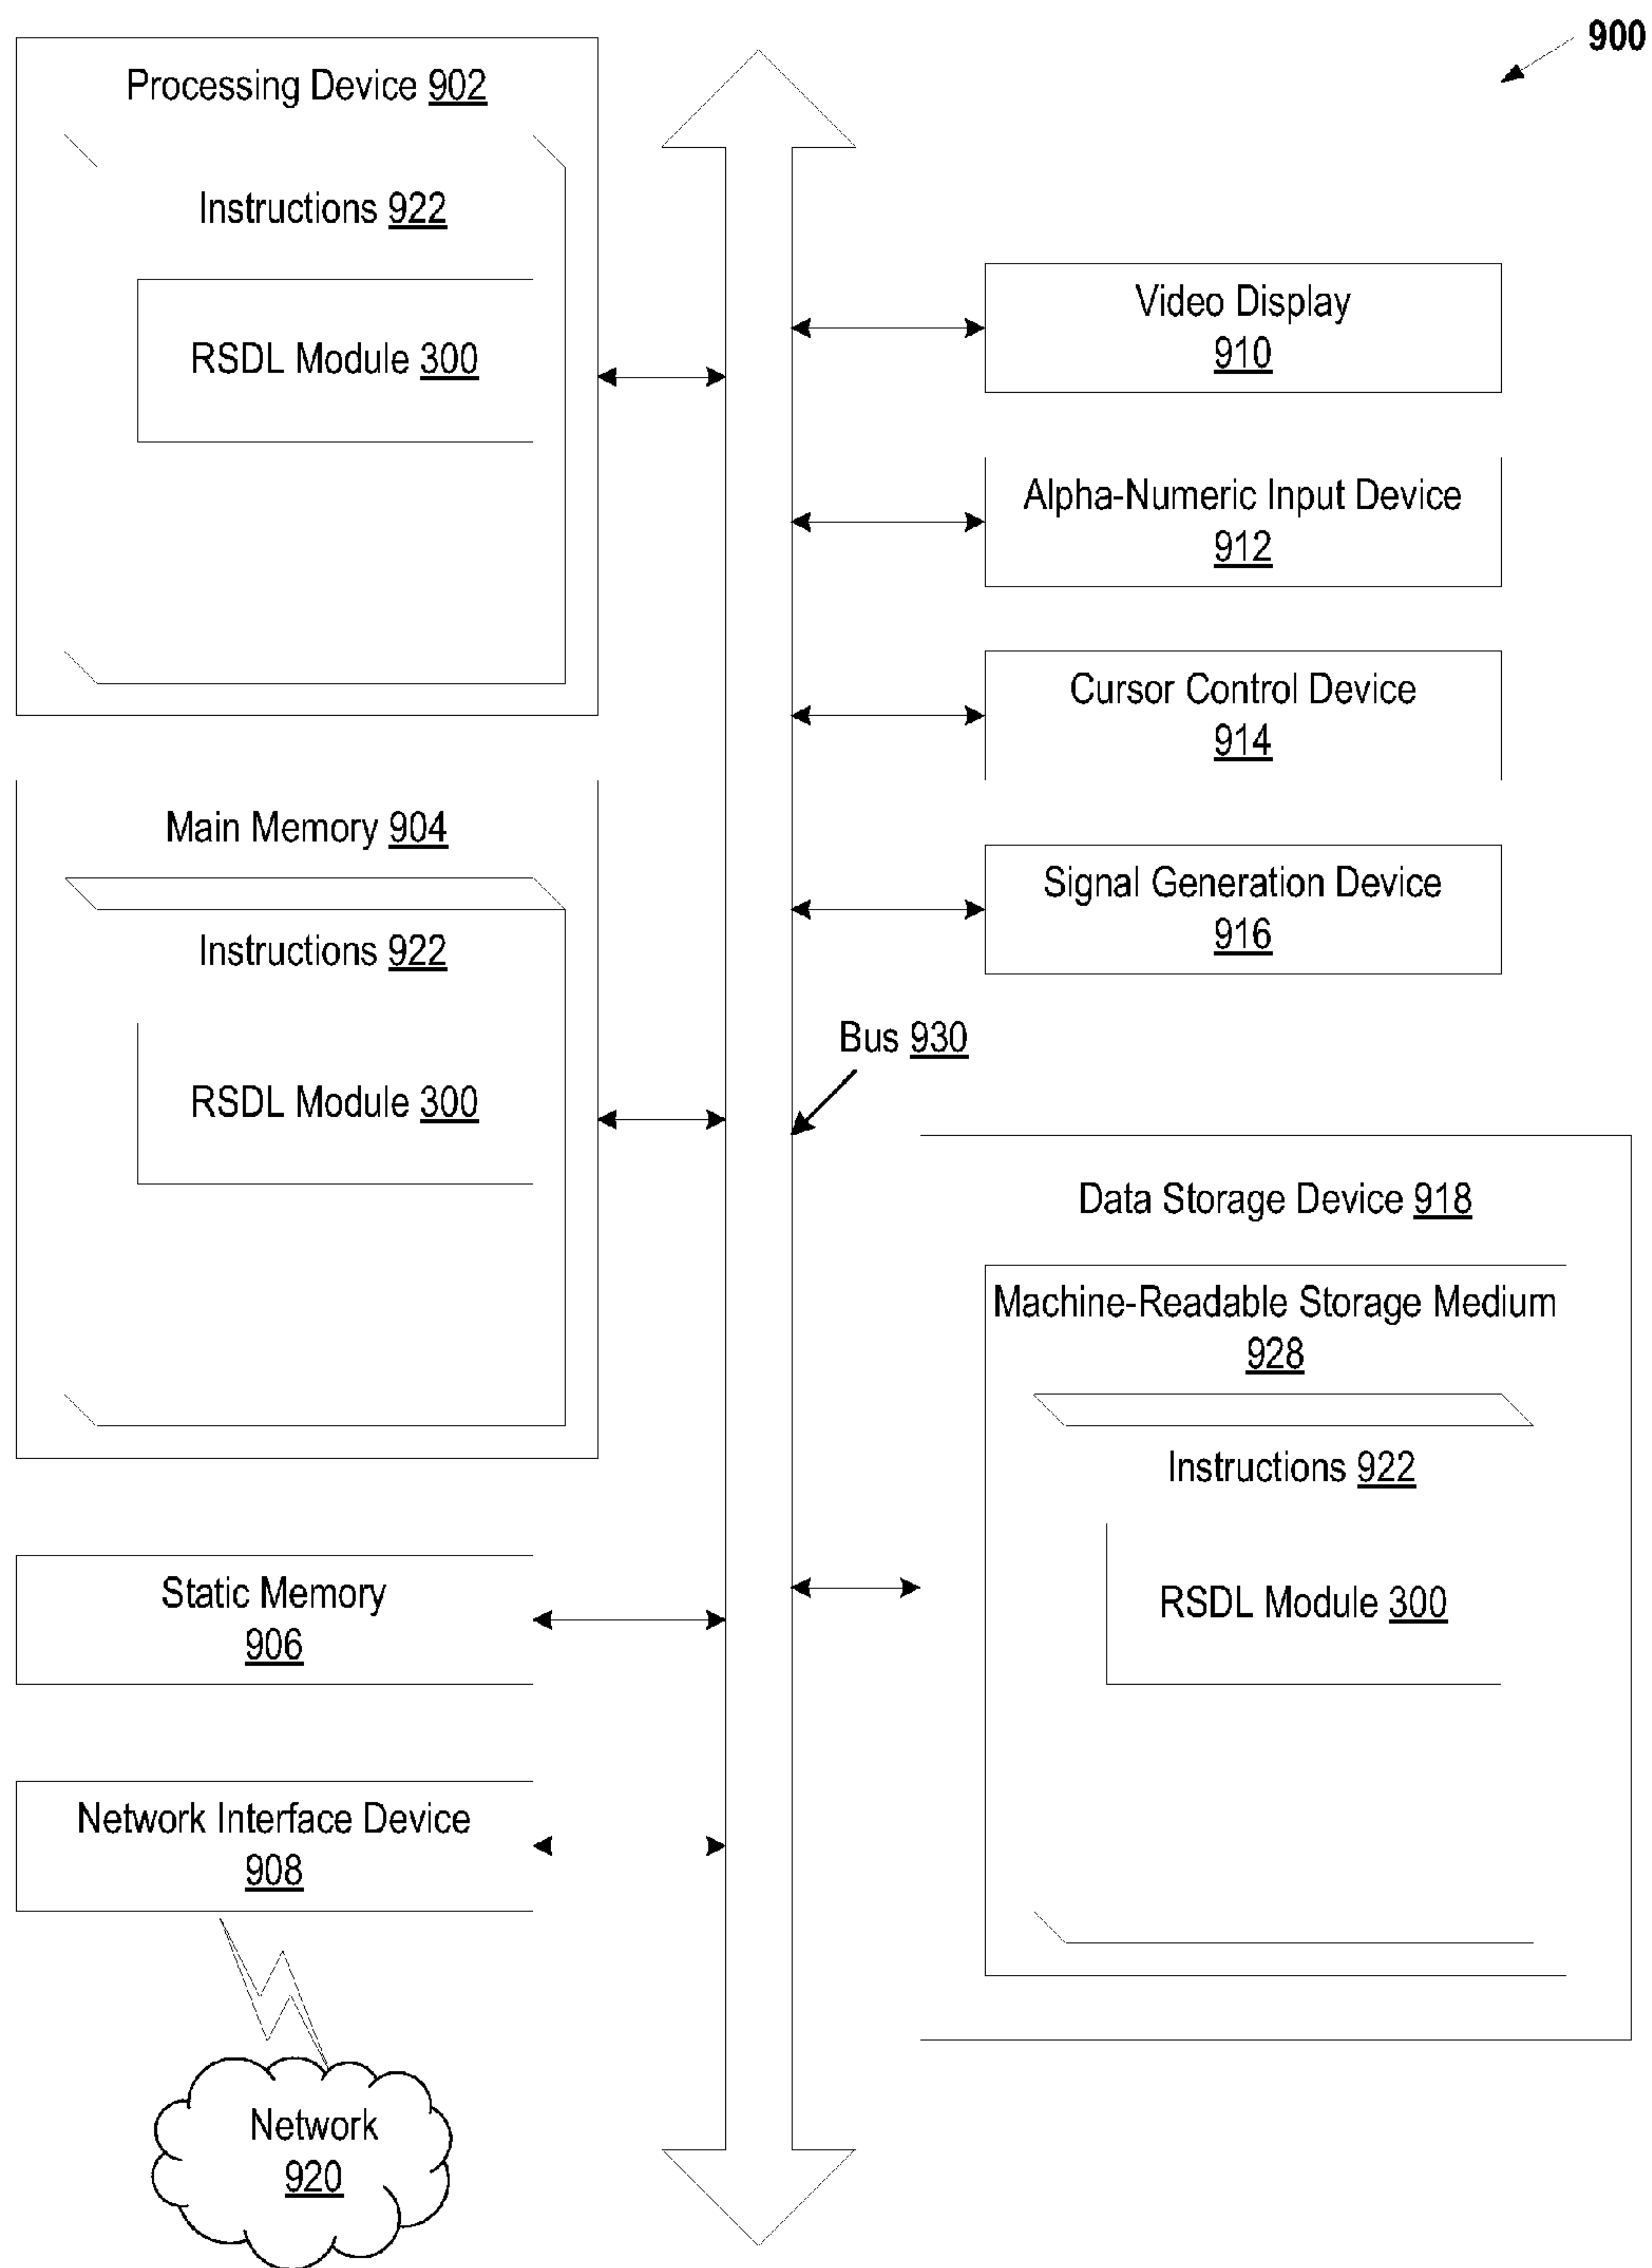 900
Processing Device 902
Instructions 922
RSDL Module 300
Main Memory 904
Instructions 922
RSDL Module 300
Static Memory
906
Network Interface Device
908
Network
920
Video Display
910
Alpha-Numeric Input Device
912
Cursor Control Device
914
Signal Generation Device
916
Bus 930
Data Storage Device 918
Machine-Readable Storage Medium
928
Instructions 922
RSDL Module 300